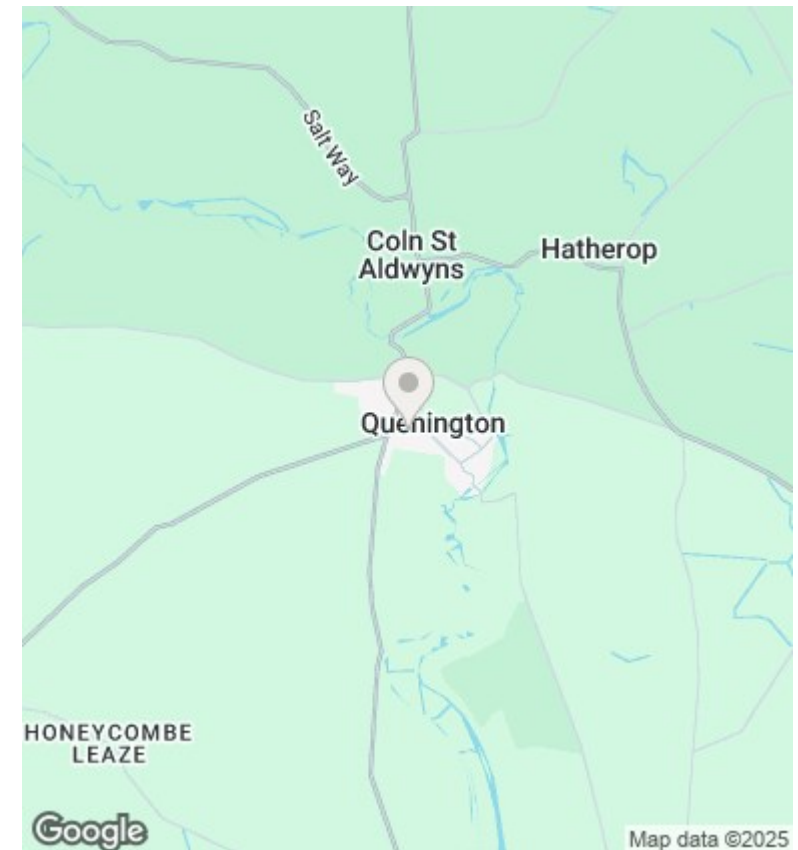 Salt Way
Coln St
Aldwyns
Hatherop
Quenington
HONEYCOMBE
LEAZE
Google
Map data ©2025